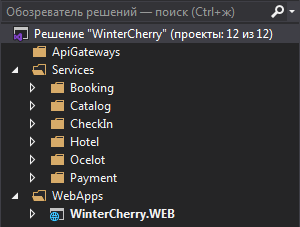 Обозреватель решений — поиск (Ctrl+ж)
Решение "WinterCherry" (проекты: 12 из 12)
ApiGateways
Services
Booking
Catalog
CheckIn
Hotel
Ocelot
Payment
WebApps
WinterCherry.WEB